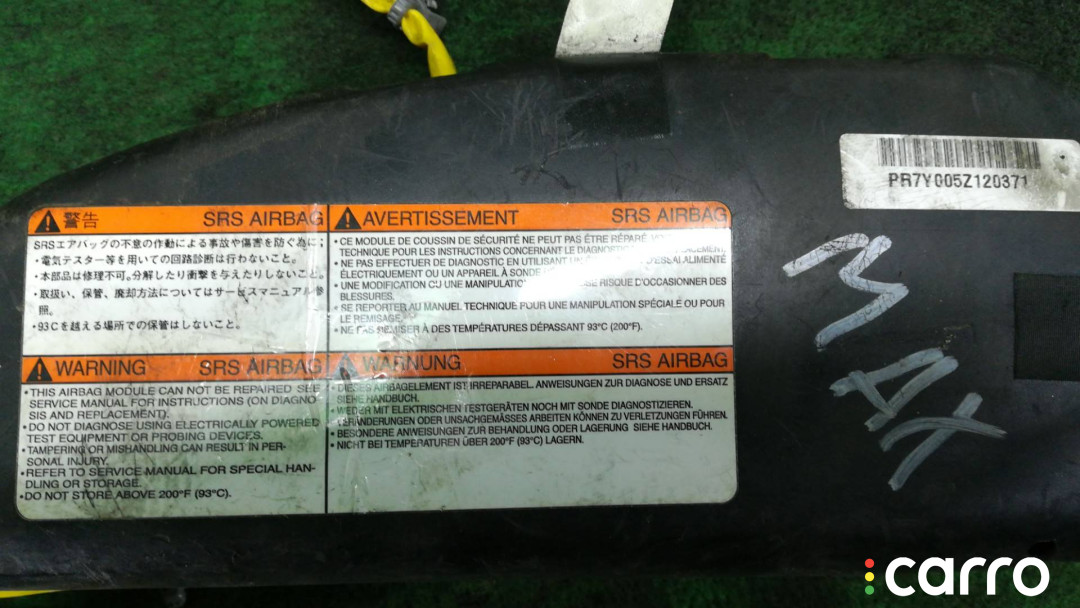 PR7Y005Z120371
警告 SRS AIRBAG
SRSエアバッグの不意の作動による事故や傷害を防ぐ為に;
・電気テスター等を用いての回路診断は行わないこと。
・本部品は修理不可。分解したり衝撃を与えたりしないこと。
・取扱い、保管、廃却方法についてはサービスマニュアル参
照。
・93Cを越える場所での保管はしないこと。
AVERTISSEMENT SRS AIRBAG
• CE MODULE DE COUSSIN DE SÉCURITÉ NE PEUT PAS ÊTRE RÉPARÉ.
TECHNIQUE POUR LES INSTRUCTIONS CONCERNANT LE
• NE PAS EFFECTUER DE DIAGNOSTIC EN UTILISANT UN D'ESSAI ALIMENTÉ
ÉLECTRIQUEMENT OU UN APPAREIL À SONDE
• UNE MODIFICATION OU UNE MANIPULATION RISQUE D'OCCASIONNER DES
BLESSURES.
• SE REPORTER AU MANUEL TECHNIQUE POUR UNE MANIPULATION SPÉCIALE OU POUR
LE REMISAGE.
• NE PAS REMISER À DES TEMPÉRATURES DÉPASSANT 93°C (200°F).
WARNING SRS AIRBAG
• THIS AIRBAG MODULE CAN NOT BE REPAIRED SEE
SERVICE MANUAL FOR INSTRUCTIONS (ON DIAGNO-
SIS AND REPLACEMENT).
• DO NOT DIAGNOSE USING ELECTRICALLY POWERED
TEST EQUIPMENT OR PROBING DEVICES.
• TAMPERING OR MISHANDLING CAN RESULT IN PER-
SONAL INJURY.
• REFER TO SERVICE MANUAL FOR SPECIAL HAN-
DLING OR STORAGE.
• DO NOT STORE ABOVE 200°F (93°C).
WARNUNG SRS AIRBAG
• DIESES AIRBAGELEMENT IST IRREPARABEL. ANWEISUNGEN ZUR DIAGNOSE UND ERSATZ
SIEHE HANDBUCH.
• WEDER MIT ELEKTRISCHEN TESTGERÄTEN NOCH MIT SONDE DIAGNOSTIZIEREN.
• VERÄNDERUNGEN ODER UNSACHGEMÄSSER ARBEITEN KÖNNEN ZU VERLETZUNGEN FÜHREN.
• BESONDERE ANWEISUNGEN ZUR BEHANDLUNG ODER LAGERUNG SIEHE HANDBUCH.
• NICHT BEI TEMPERATUREN ÜBER 200°F (93°C) LAGERN.
carro